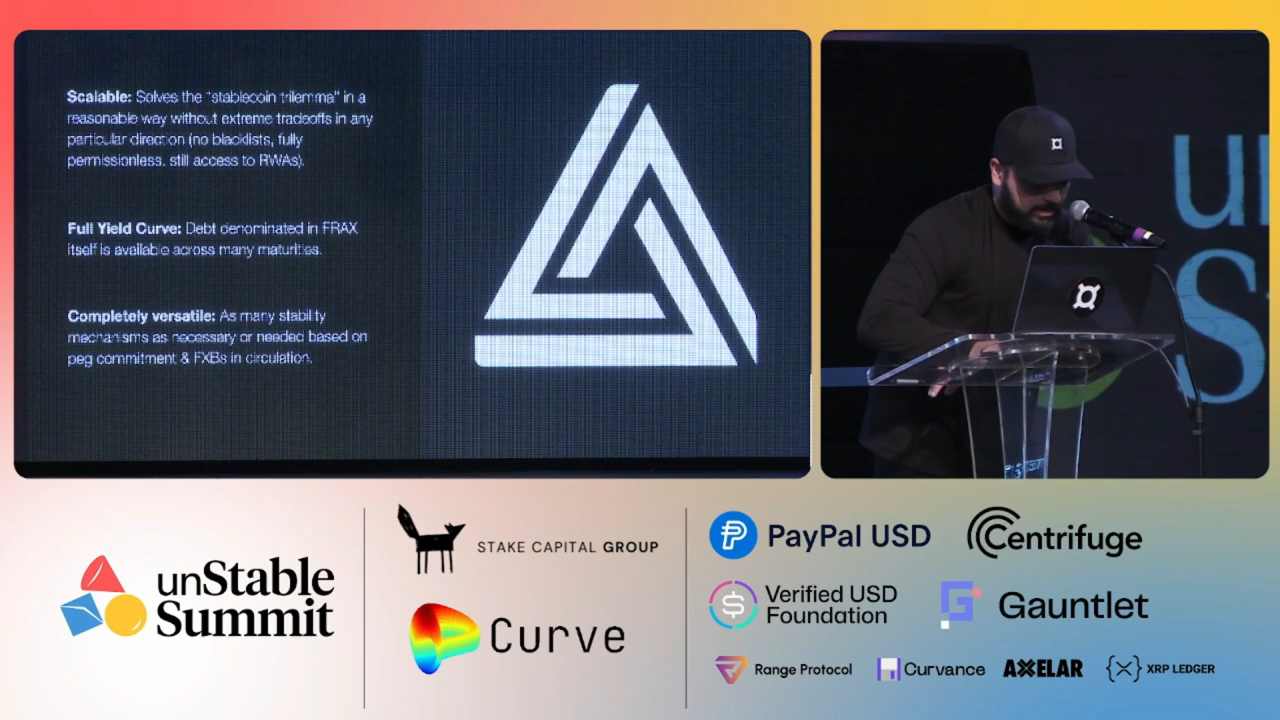 Scalable: Solves the "stablecoin trilemma" in a
reasonable way without extreme tradeoffs in any
particular direction (no blacklists, fully
permissionless, still access to RWAs).
Full Yield Curve: Debt denominated in FRAX
itself is available across many maturities.
Completely versatile: As many stability
mechanisms as necessary or needed based on
peg commitment & FXBs in circulation.
un
S
unStable
Summit
STAKE CAPITAL GROUP
Curve
PayPal USD
Centrifuge
Verified USD
Foundation
Gauntlet
Range Protocol
Curvance
AXELAR
XRP LEDGER